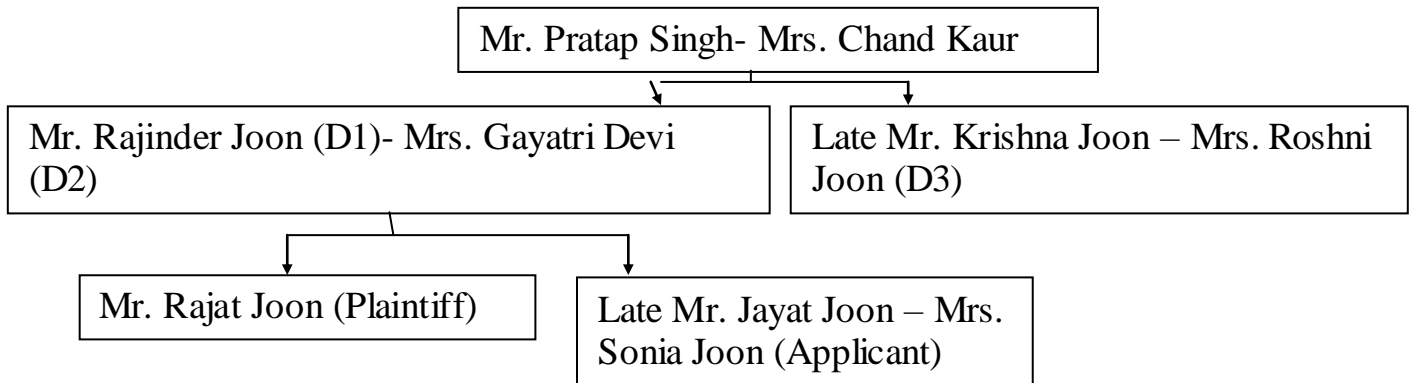 Mr. Pratap Singh- Mrs. Chand Kaur
Mr. Rajinder Joon (D1)- Mrs. Gayatri Devi
(D2)
Late Mr. Krishna Joon – Mrs. Roshni
Joon (D3)
Mr. Rajat Joon (Plaintiff)
Late Mr. Jayat Joon – Mrs.
Sonia Joon (Applicant)